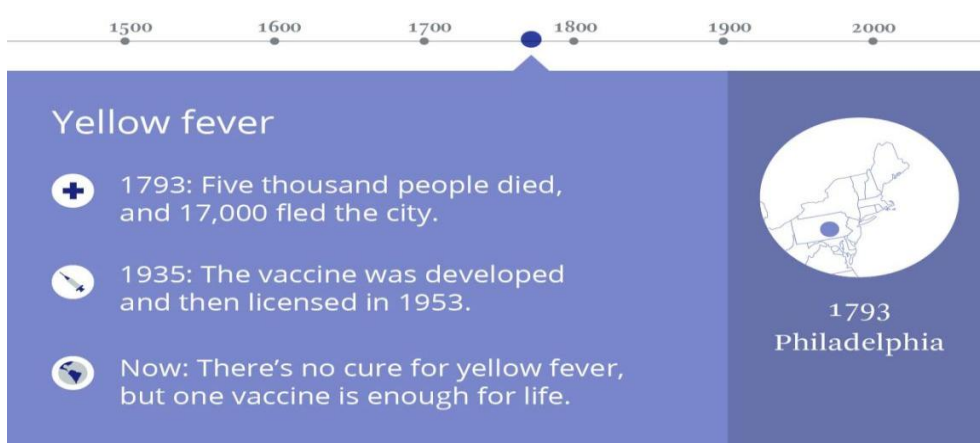 1500 1600 1700 1800 1900 2000
Yellow fever
1793: Five thousand people died,
and 17,000 fled the city.
1935: The vaccine was developed
and then licensed in 1953.
Now: There’s no cure for yellow fever,
but one vaccine is enough for life.
1793
Philadelphia